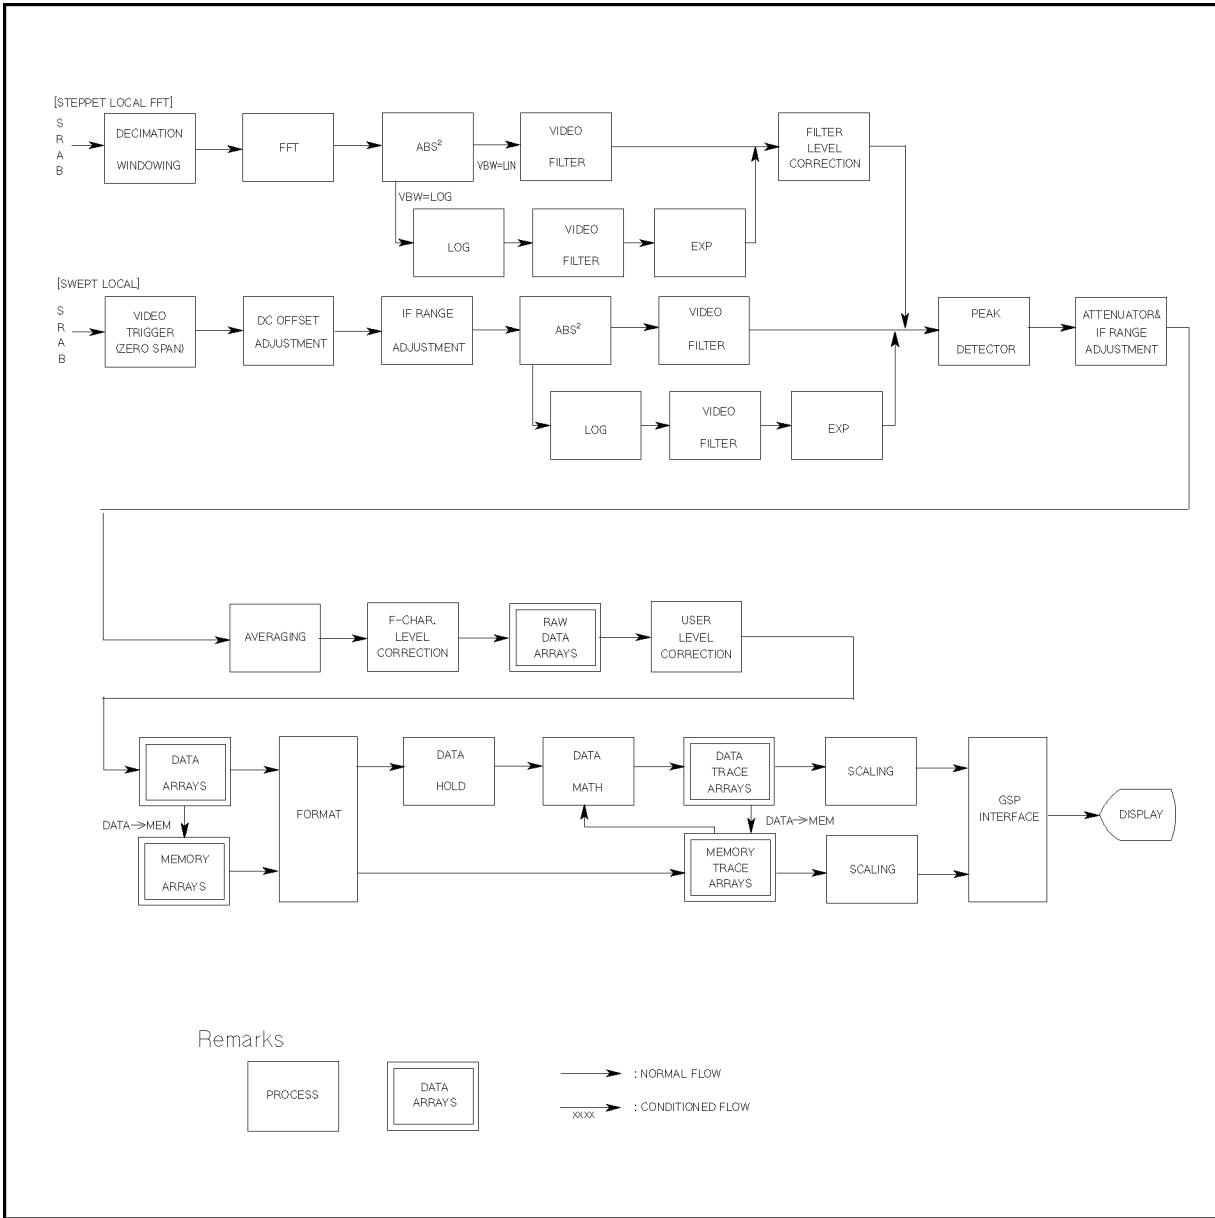 [STEPPET LOCAL FFT]
S
R
A
B
DECIMATION
WINDOWING
FFT
ABS²
VBW=LIN
VIDEO
FILTER
FILTER
LEVEL
CORRECTION
VBW=LOG
LOG
VIDEO
FILTER
EXP
[SWEPT LOCAL]
S
R
A
B
VIDEO
TRIGGER
(ZERO SPAN)
DC OFFSET
ADJUSTMENT
IF RANGE
ADJUSTMENT
ABS²
VIDEO
FILTER
PEAK
DETECTOR
ATTENUATOR&
IF RANGE
ADJUSTMENT
LOG
VIDEO
FILTER
EXP
AVERAGING
F-CHAR.
LEVEL
CORRECTION
RAW
DATA
ARRAYS
USER
LEVEL
CORRECTION
DATA
ARRAYS
FORMAT
DATA
HOLD
DATA
MATH
DATA
TRACE
ARRAYS
SCALING
GSP
INTERFACE
DISPLAY
DATA→MEM
DATA→MEM
MEMORY
ARRAYS
MEMORY
TRACE
ARRAYS
SCALING
Remarks
PROCESS
DATA
ARRAYS
: NORMAL FLOW
XXXX
: CONDITIONED FLOW